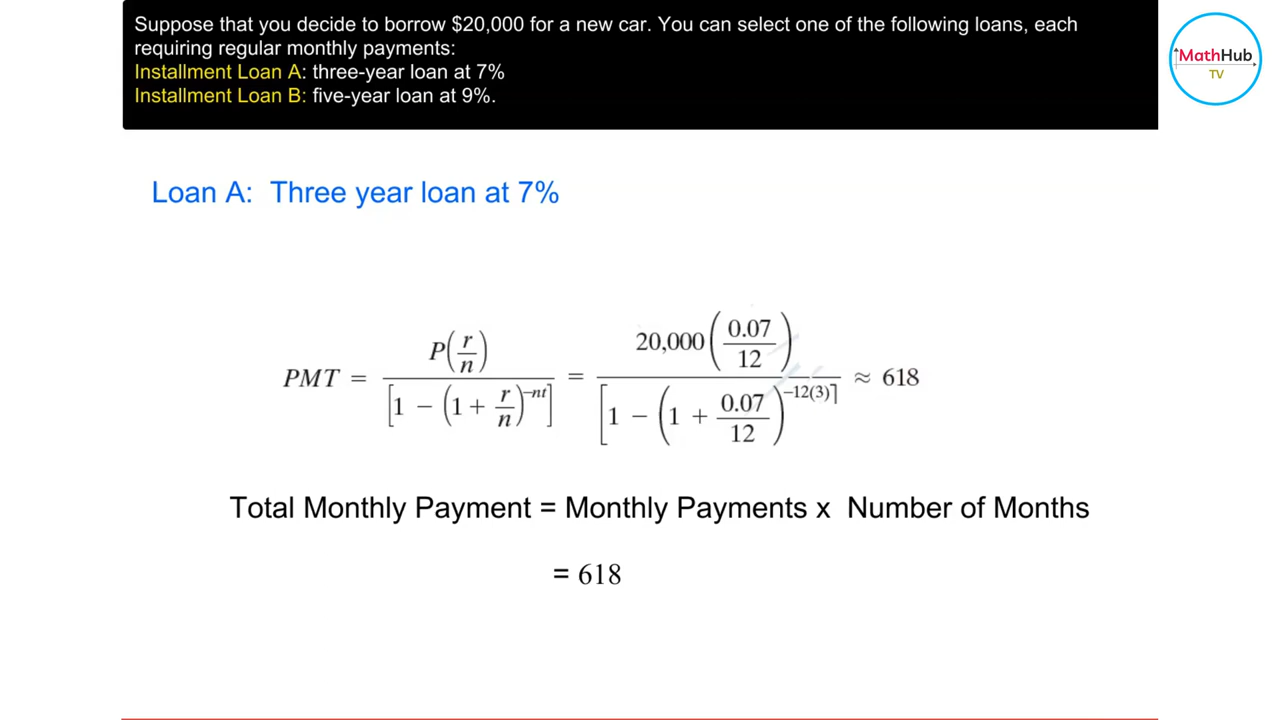 Suppose that you decide to borrow $20,000 for a new car. You can select one of the following loans, each
requiring regular monthly payments:
Installment Loan A: three-year loan at 7%
Installment Loan B: five-year loan at 9%.
MathHub
TV
Loan A: Three year loan at 7%
PMT = P(r/n) / [1 − (1 + r/n)^−nt] = 20,000(0.07/12) / [1 − (1 + 0.07/12)^−12(3)] ≈ 618
Total Monthly Payment = Monthly Payments x Number of Months
= 618